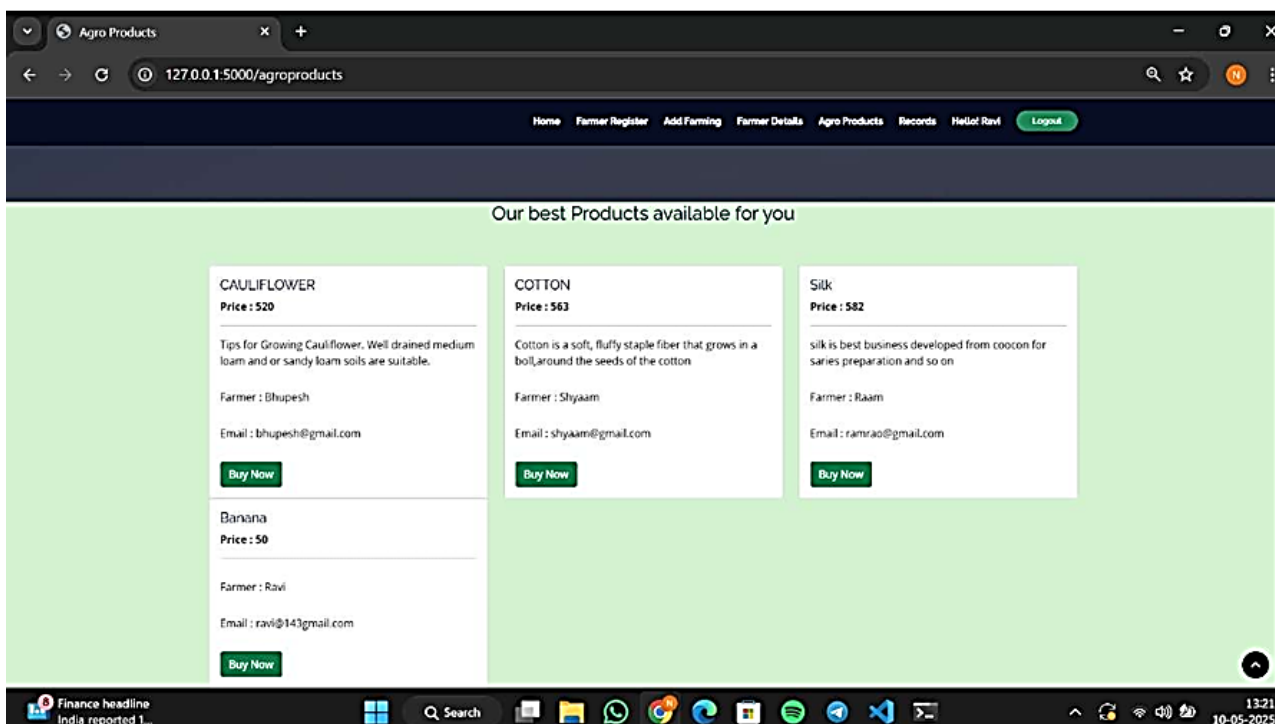 Agro Products
127.0.0.1:5000/agroproducts
N
Home Farmer Register Add Farming Farmer Details Agro Products Records Hello! Ravi Logout
Our best Products available for you
CAULIFLOWER
Price : 520
Tips for Growing Cauliflower. Well drained medium
loam and or sandy loam soils are suitable.
Farmer : Bhupesh
Email : bhupesh@gmail.com
Buy Now
COTTON
Price : 563
Cotton is a soft, fluffy staple fiber that grows in a
boll,around the seeds of the cotton
Farmer : Shyaam
Email : shyaam@gmail.com
Buy Now
Silk
Price : 582
silk is best business developed from coocon for
saries preparation and so on
Farmer : Raam
Email : ramrao@gmail.com
Buy Now
Banana
Price : 50
Farmer : Ravi
Email : ravi@143gmail.com
Buy Now
8
Finance headline
India reported 1...
Search
13:21
10-05-202